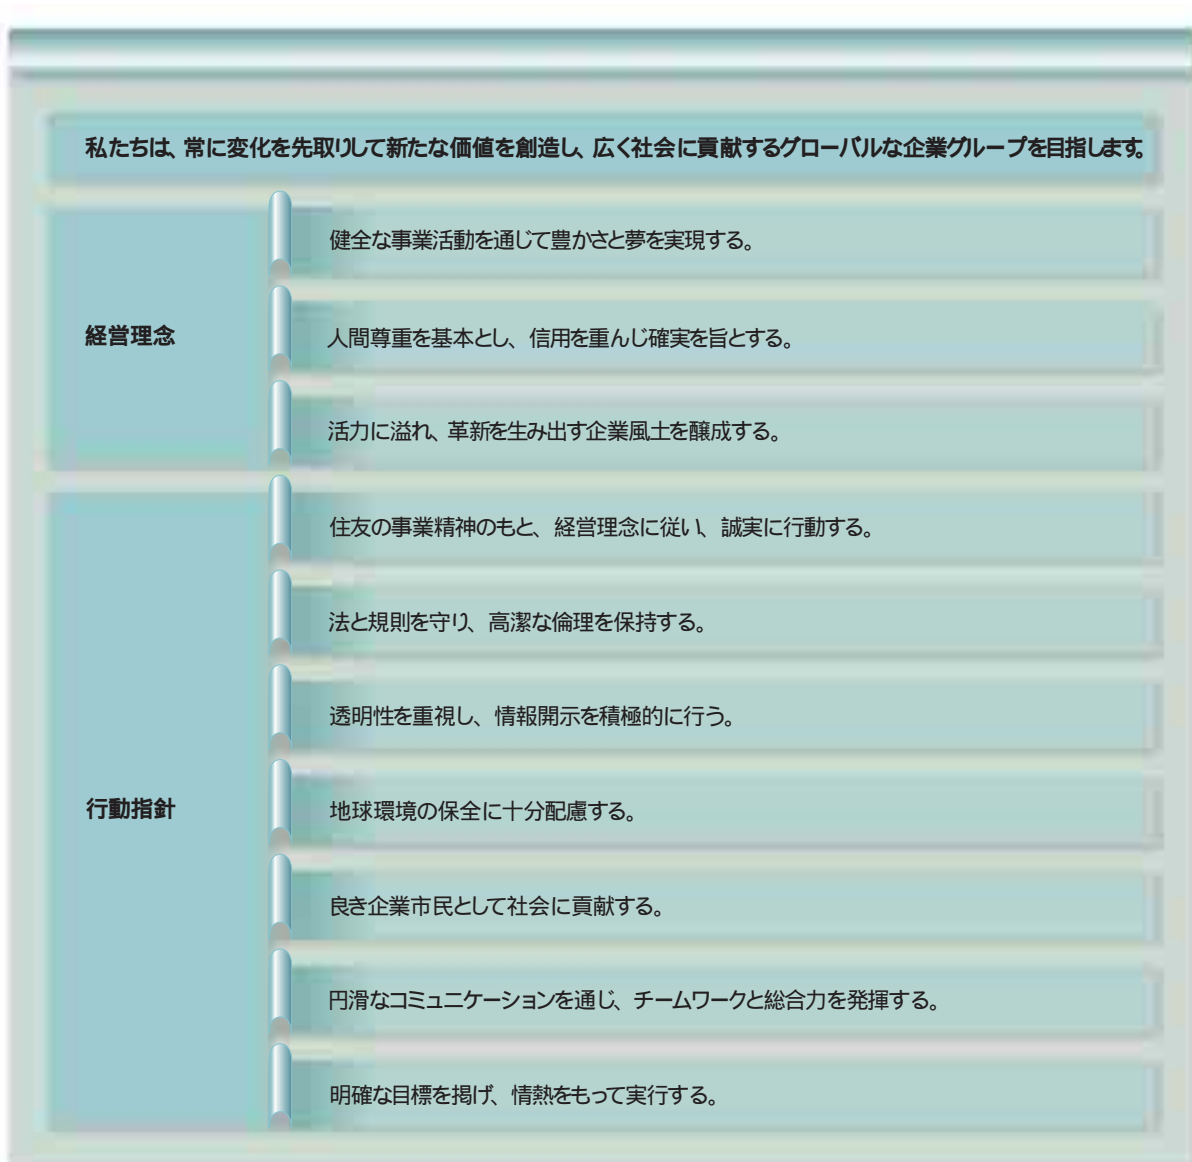 私たちは、常に変化を先取りして新たな価値を創造し、広く社会に貢献するグローバルな企業グループを目指します。
経営理念
健全な事業活動を通じて豊かさと夢を実現する。
人間尊重を基本とし、信用を重んじ確実を旨とする。
活力に溢れ、革新を生み出す企業風土を醸成する。
行動指針
住友の事業精神のもと、経営理念に従い、誠実に行動する。
法と規則を守り、高潔な倫理を保持する。
透明性を重視し、情報開示を積極的に行う。
地球環境の保全に十分配慮する。
良き企業市民として社会に貢献する。
円滑なコミュニケーションを通じ、チームワークと総合力を発揮する。
明確な目標を掲げ、情熱をもって実行する。